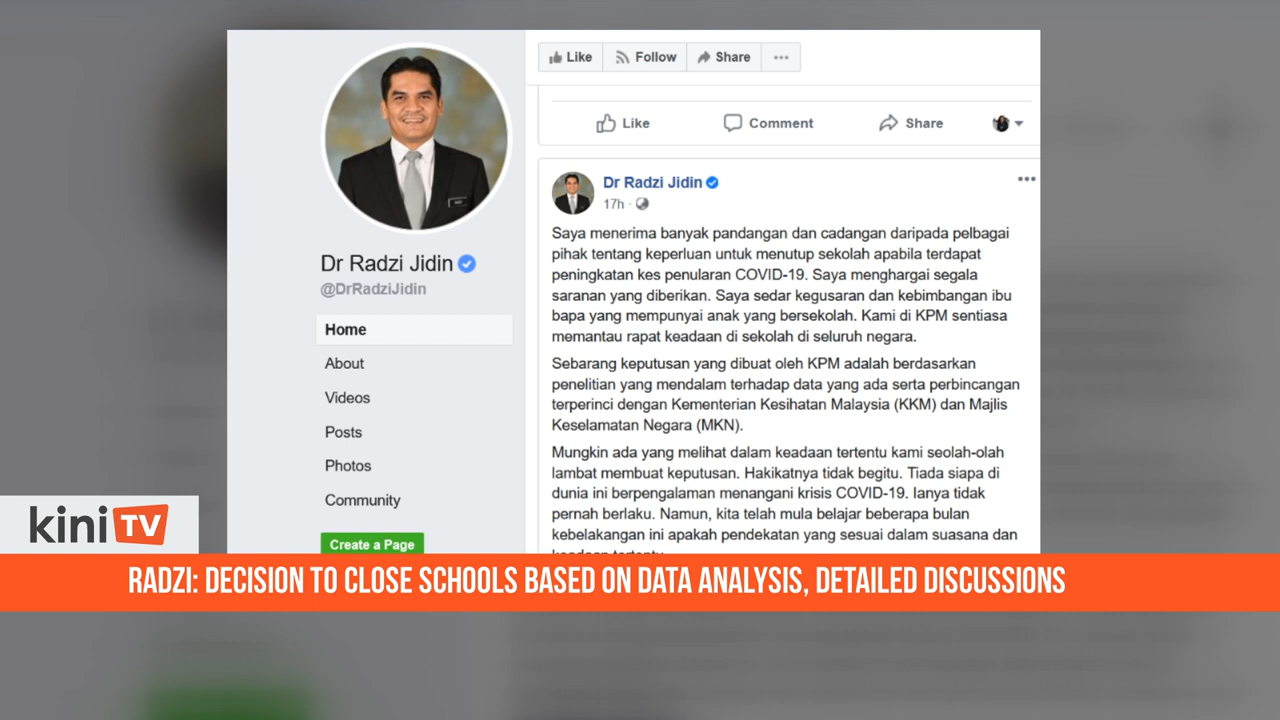 Like Follow Share
Like Comment Share
Dr Radzi Jidin
@DrRadziJidin
Home
About
Videos
Posts
Photos
Community
Create a Page
Dr Radzi Jidin
17h ·
Saya menerima banyak pandangan dan cadangan daripada pelbagai
pihak tentang keperluan untuk menutup sekolah apabila terdapat
peningkatan kes penularan COVID-19. Saya menghargai segala
saranan yang diberikan. Saya sedar kegusaran dan kebimbangan ibu
bapa yang mempunyai anak yang bersekolah. Kami di KPM sentiasa
memantau rapat keadaan di sekolah di seluruh negara.
Sebarang keputusan yang dibuat oleh KPM adalah berdasarkan
penelitian yang mendalam terhadap data yang ada serta perbincangan
terperinci dengan Kementerian Kesihatan Malaysia (KKM) dan Majlis
Keselamatan Negara (MKN).
Mungkin ada yang melihat dalam keadaan tertentu kami seolah-olah
lambat membuat keputusan. Hakikatnya tidak begitu. Tiada siapa di
dunia ini berpengalaman menangani krisis COVID-19. Ianya tidak
pernah berlaku. Namun, kita telah mula belajar beberapa bulan
kebelakangan ini apakah pendekatan yang sesuai dalam suasana dan
kini TV
RADZI: DECISION TO CLOSE SCHOOLS BASED ON DATA ANALYSIS, DETAILED DISCUSSIONS